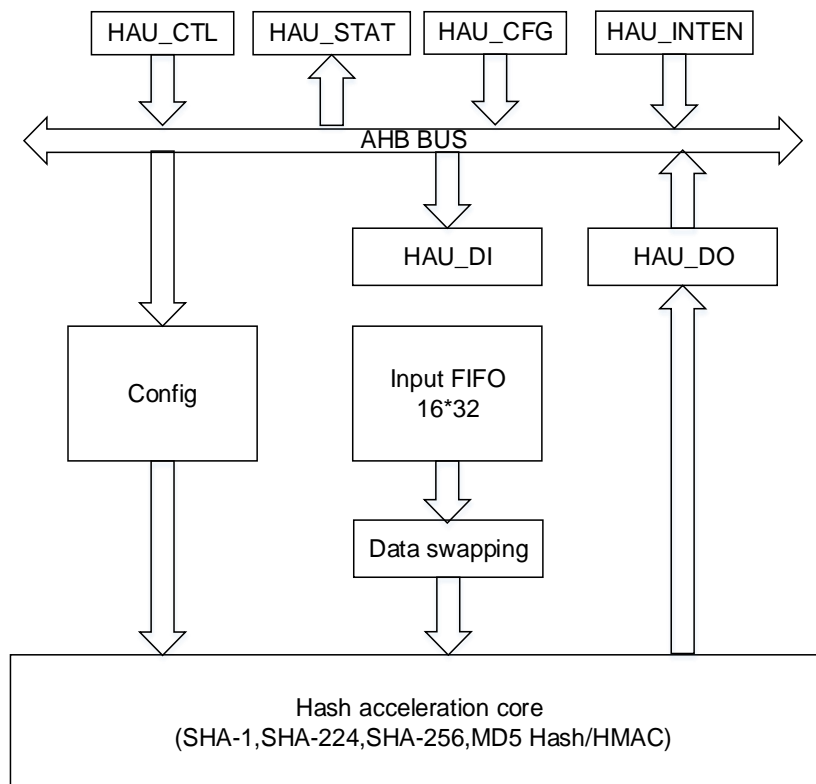 HAU_CTL
HAU_STAT
HAU_CFG
HAU_INTEN
AHB BUS
HAU_DI
HAU_DO
Config
Input FIFO
16*32
Data swapping
Hash acceleration core
(SHA-1,SHA-224,SHA-256,MD5 Hash/HMAC)